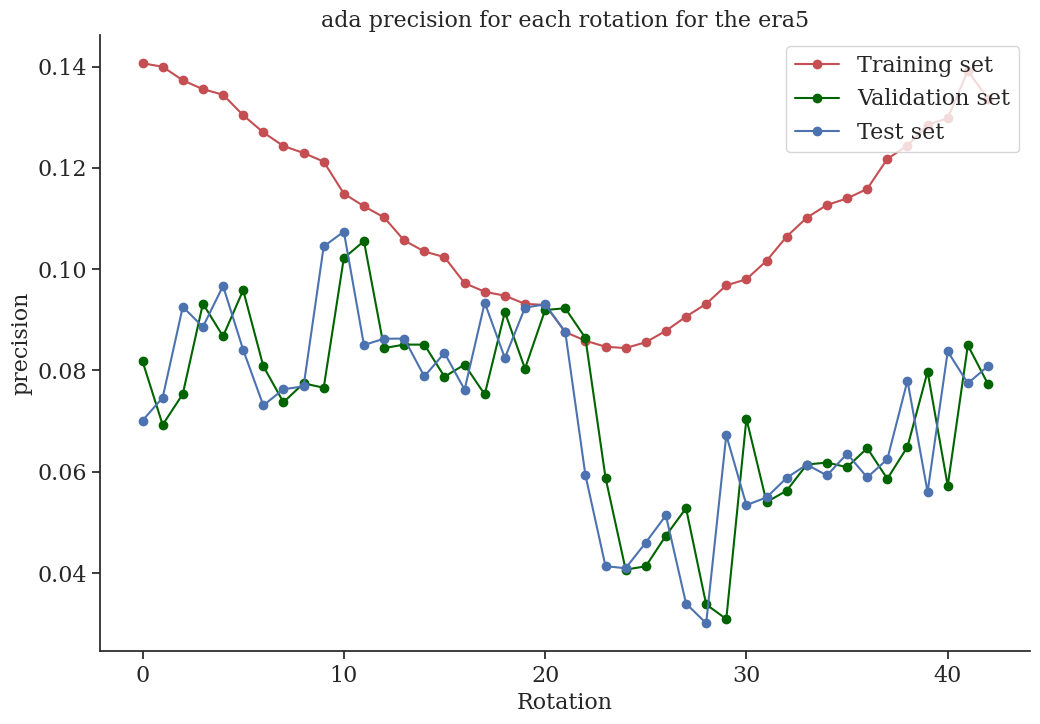 ada precision for each rotation for the era5
Training set
Validation set
Test set
precision
0.14
0.12
0.10
0.08
0.06
0.04
0 10 20 30 40
Rotation